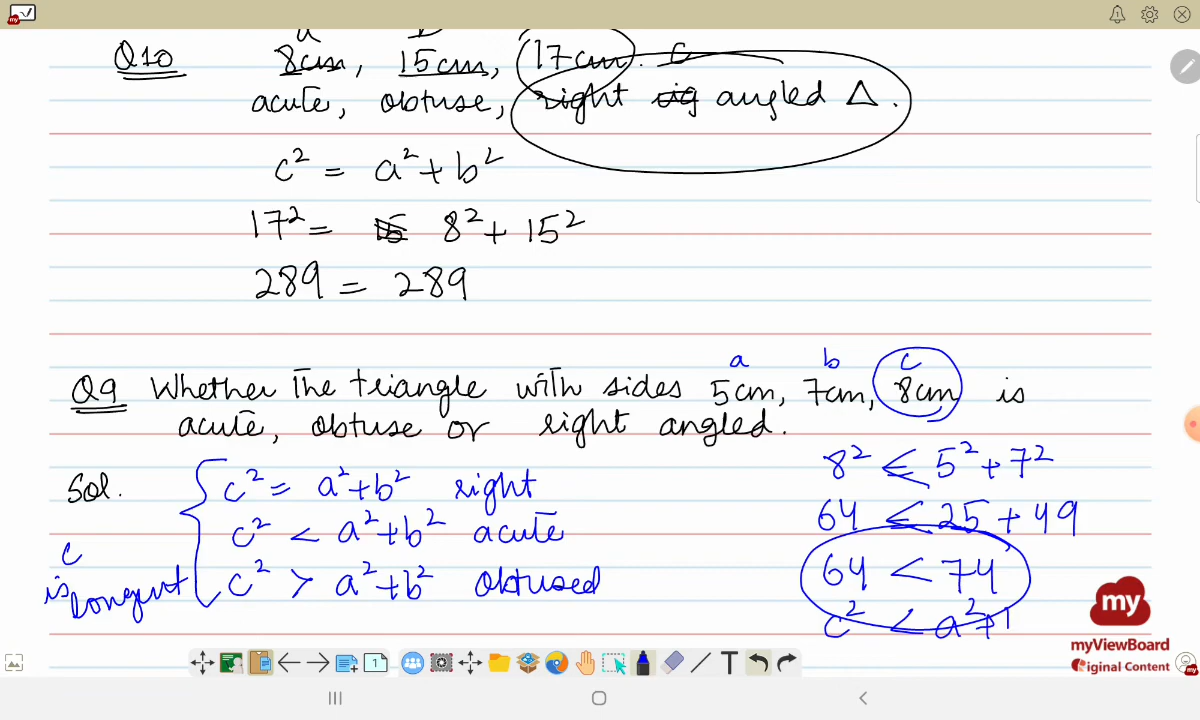 a b
Q10 8cm, 15cm, 17cm. c
acute, obtuse, right angled △.
c² = a² + b²
17² = 8² + 15²
289 = 289
a b c
Q9 Whether The triangle with sides 5cm, 7cm, 8cm is
acute, obtuse or right angled.
Sol.
c² = a² + b² right
c² < a² + b² acute
c² > a² + b² obtused
c
is longest
8² < 5² + 7²
64 < 25 + 49
64 < 74
c² < a² +
my
myViewBoard
Original Content